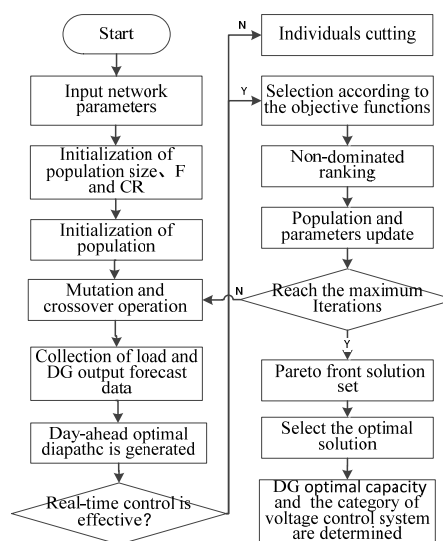 Start
Input network
parameters
Initialization of
population size、F
and CR
Initialization of
population
Mutation and
crossover operation
Collection of load and
DG output forecast
data
Day-ahead optimal
diapathc is generated
Real-time control is
effective?
N
Individuals cutting
Y
Selection according to
the objective functions
Non-dominated
ranking
Population and
parameters update
Reach the maximum
Iterations
N
Y
Pareto front solution
set
Select the optimal
solution
DG optimal capacity
and the category of
voltage control system
are determined